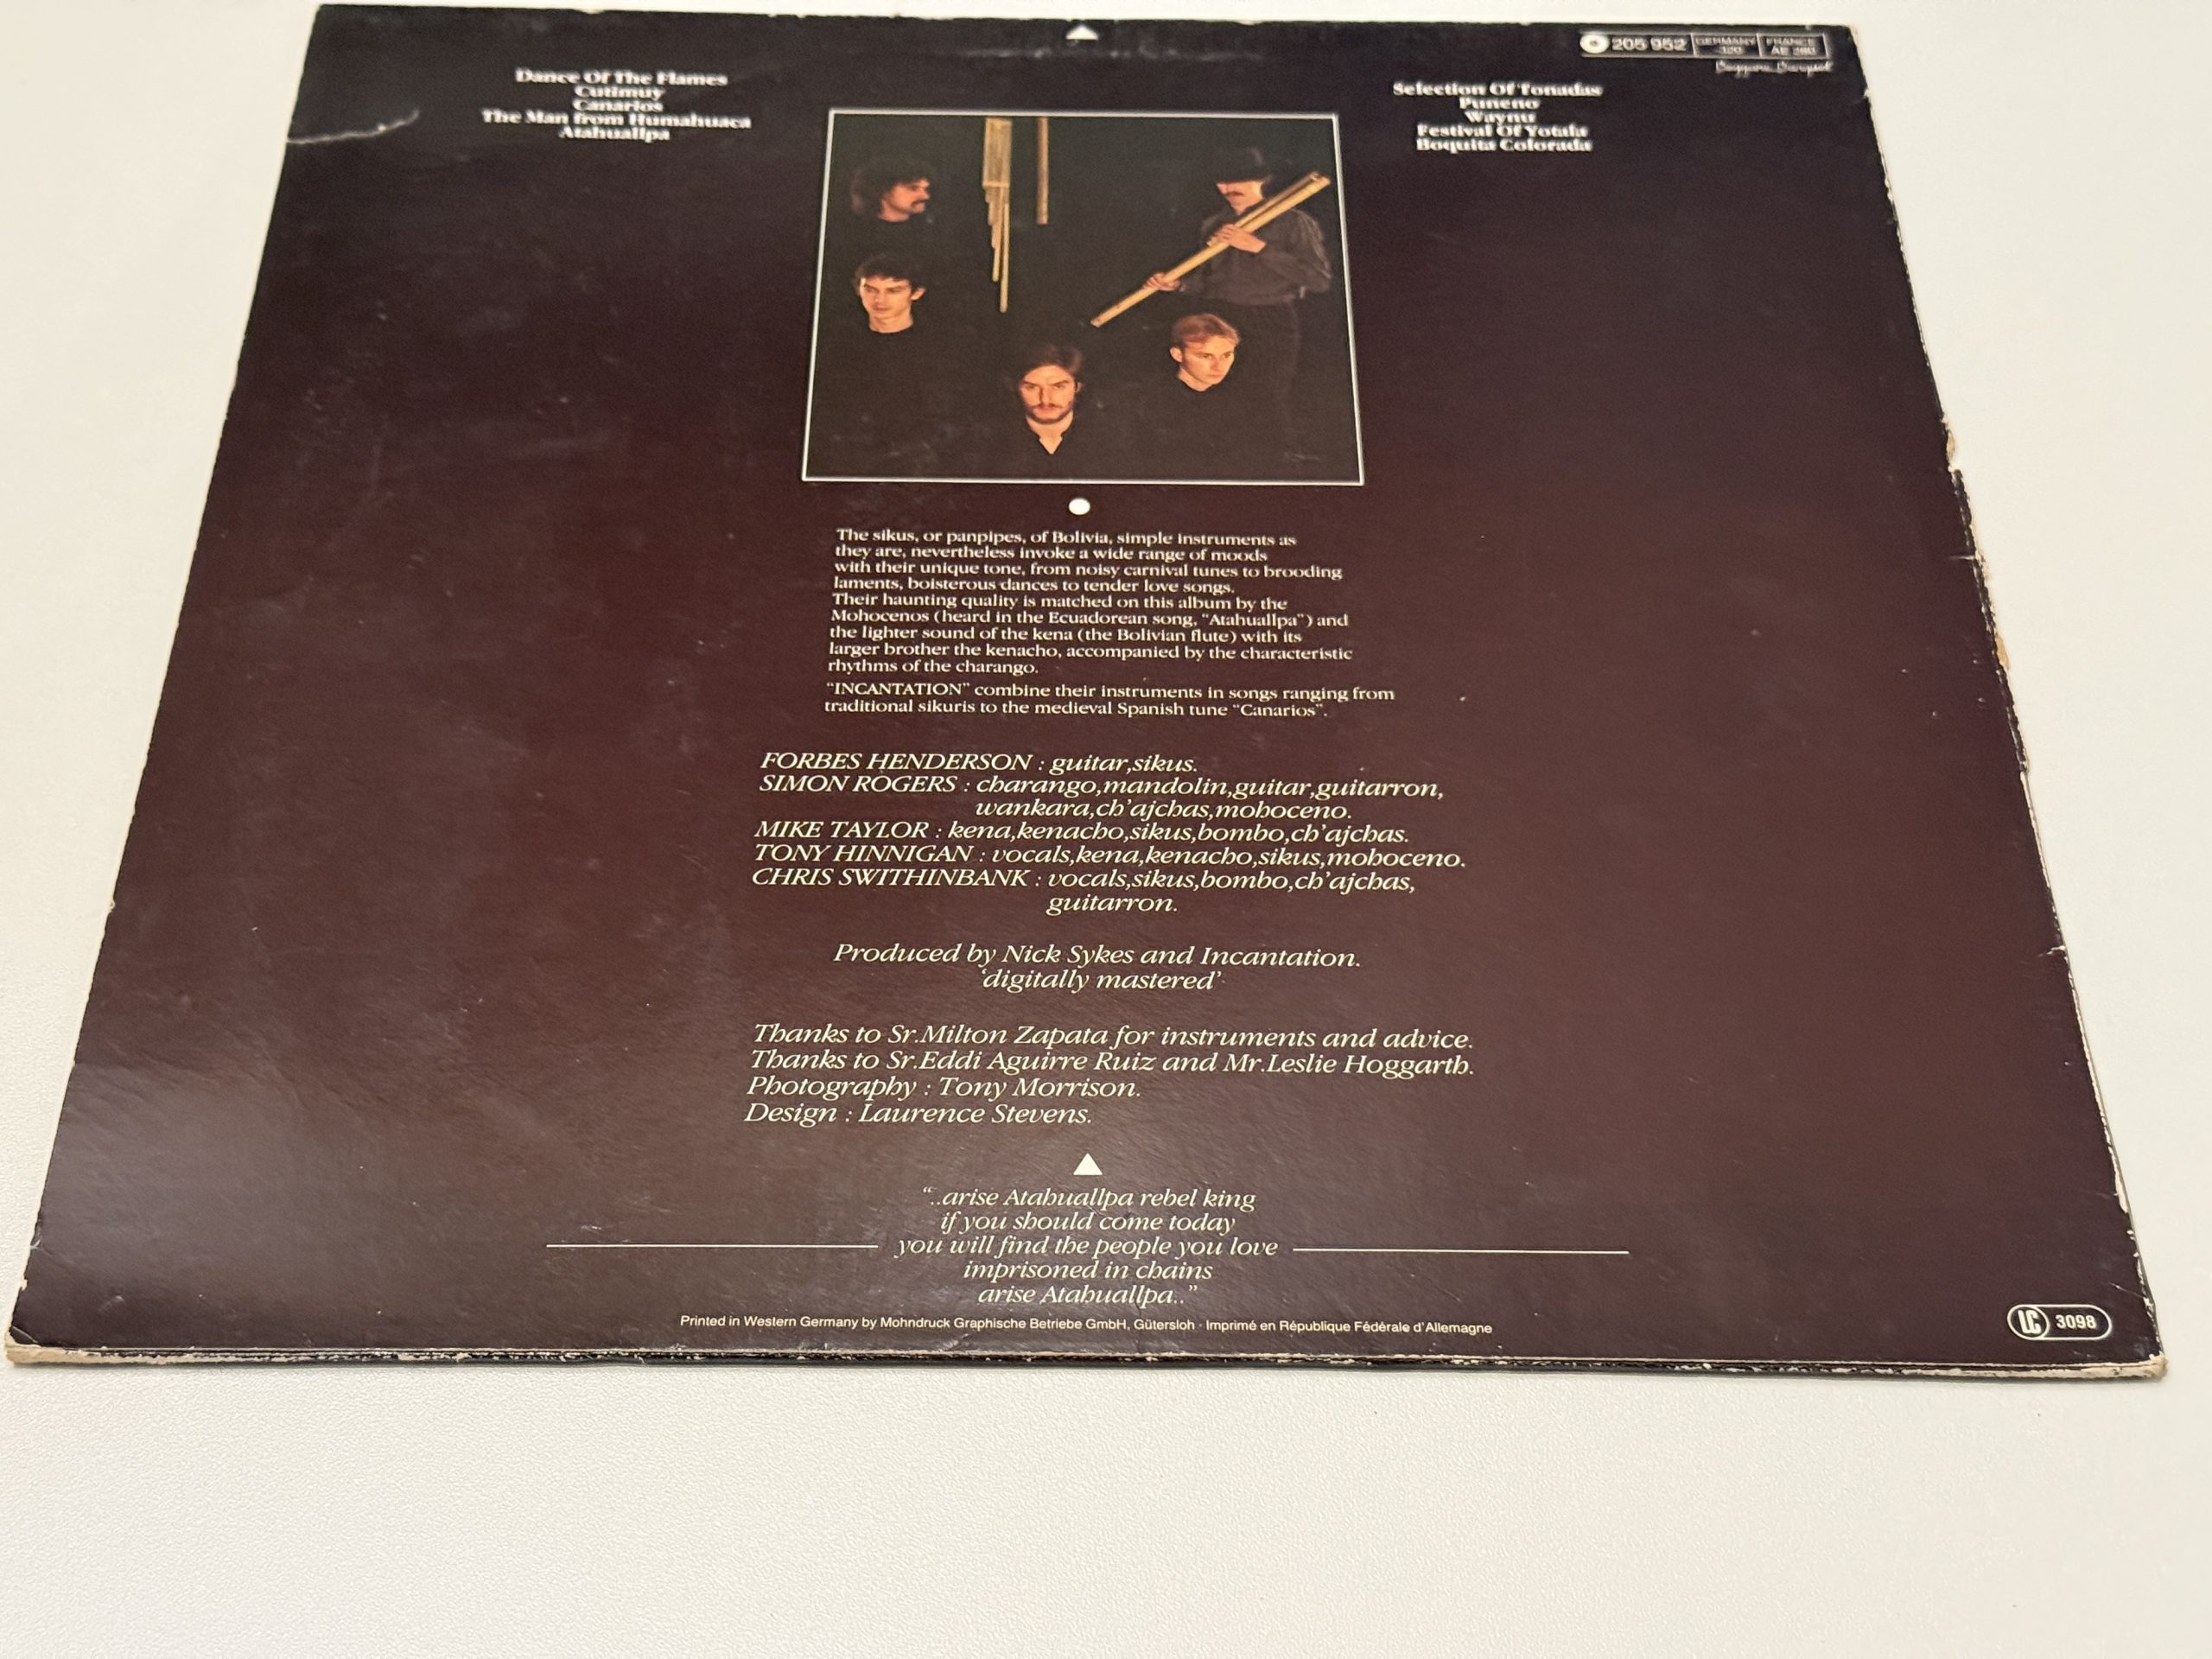 205 952 GERMANY 320 FRANCE AE 280
Beggars Banquet
Dance Of The Flames
Cutimuy
Canarios
The Man from Humahuaca
Atahuallpa
Selection Of Tonadas
Puneno
Waynu
Festival Of Yotala
Boquita Colorada
The sikus, or panpipes, of Bolivia, simple instruments as
they are, nevertheless invoke a wide range of moods
with their unique tone, from noisy carnival tunes to brooding
laments, boisterous dances to tender love songs.
Their haunting quality is matched on this album by the
Mohocenos (heard in the Ecuadorean song, "Atahuallpa") and
the lighter sound of the kena (the Bolivian flute) with its
larger brother the kenacho, accompanied by the characteristic
rhythms of the charango.
"INCANTATION" combine their instruments in songs ranging from
traditional sikuris to the medieval Spanish tune "Canarios".
FORBES HENDERSON : guitar,sikus.
SIMON ROGERS : charango,mandolin,guitar,guitarron,
wankara,ch'ajchas,mohoceno.
MIKE TAYLOR : kena,kenacho,sikus,bombo,ch'ajchas.
TONY HINNIGAN : vocals,kena,kenacho,sikus,mohoceno.
CHRIS SWITHINBANK : vocals,sikus,bombo,ch'ajchas,
guitarron.
Produced by Nick Sykes and Incantation.
'digitally mastered'
Thanks to Sr.Milton Zapata for instruments and advice.
Thanks to Sr.Eddi Aguirre Ruiz and Mr.Leslie Hoggarth.
Photography : Tony Morrison.
Design : Laurence Stevens.
"..arise Atahuallpa rebel king
if you should come today
you will find the people you love
imprisoned in chains
arise Atahuallpa.."
Printed in Western Germany by Mohndruck Graphische Betriebe GmbH, Gütersloh · Imprimé en République Fédérale d'Allemagne
LC 3098